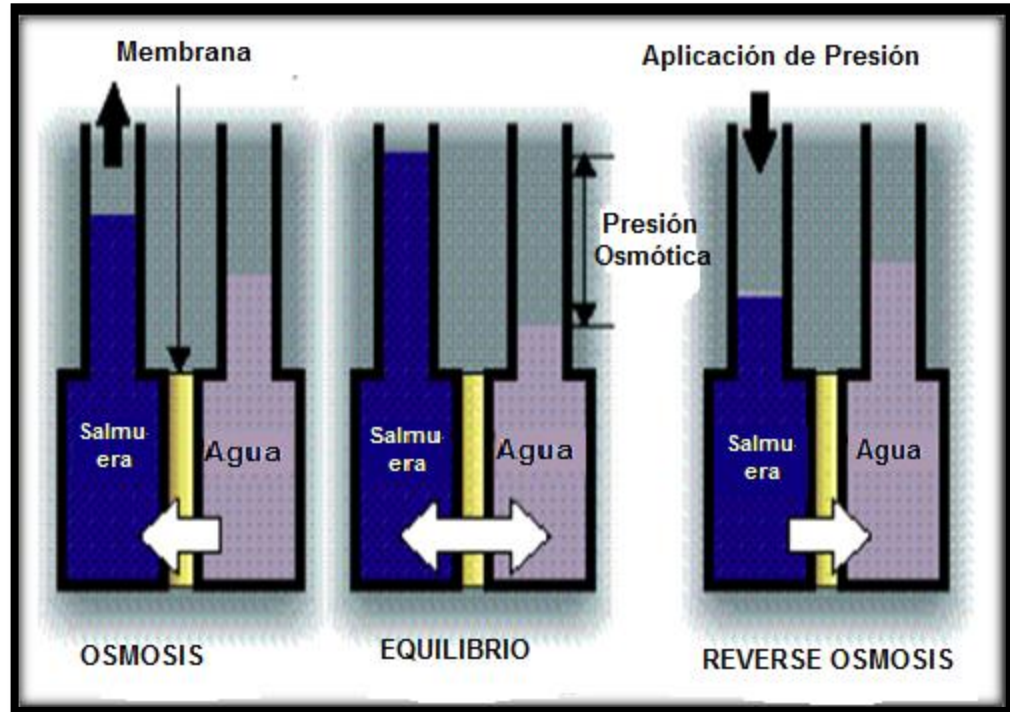 Membrana
Aplicación de Presión
Presión
Osmótica
Salmu-
era
Agua
Salmu-
era
Agua
Salmu-
era
Agua
OSMOSIS
EQUILIBRIO
REVERSE OSMOSIS